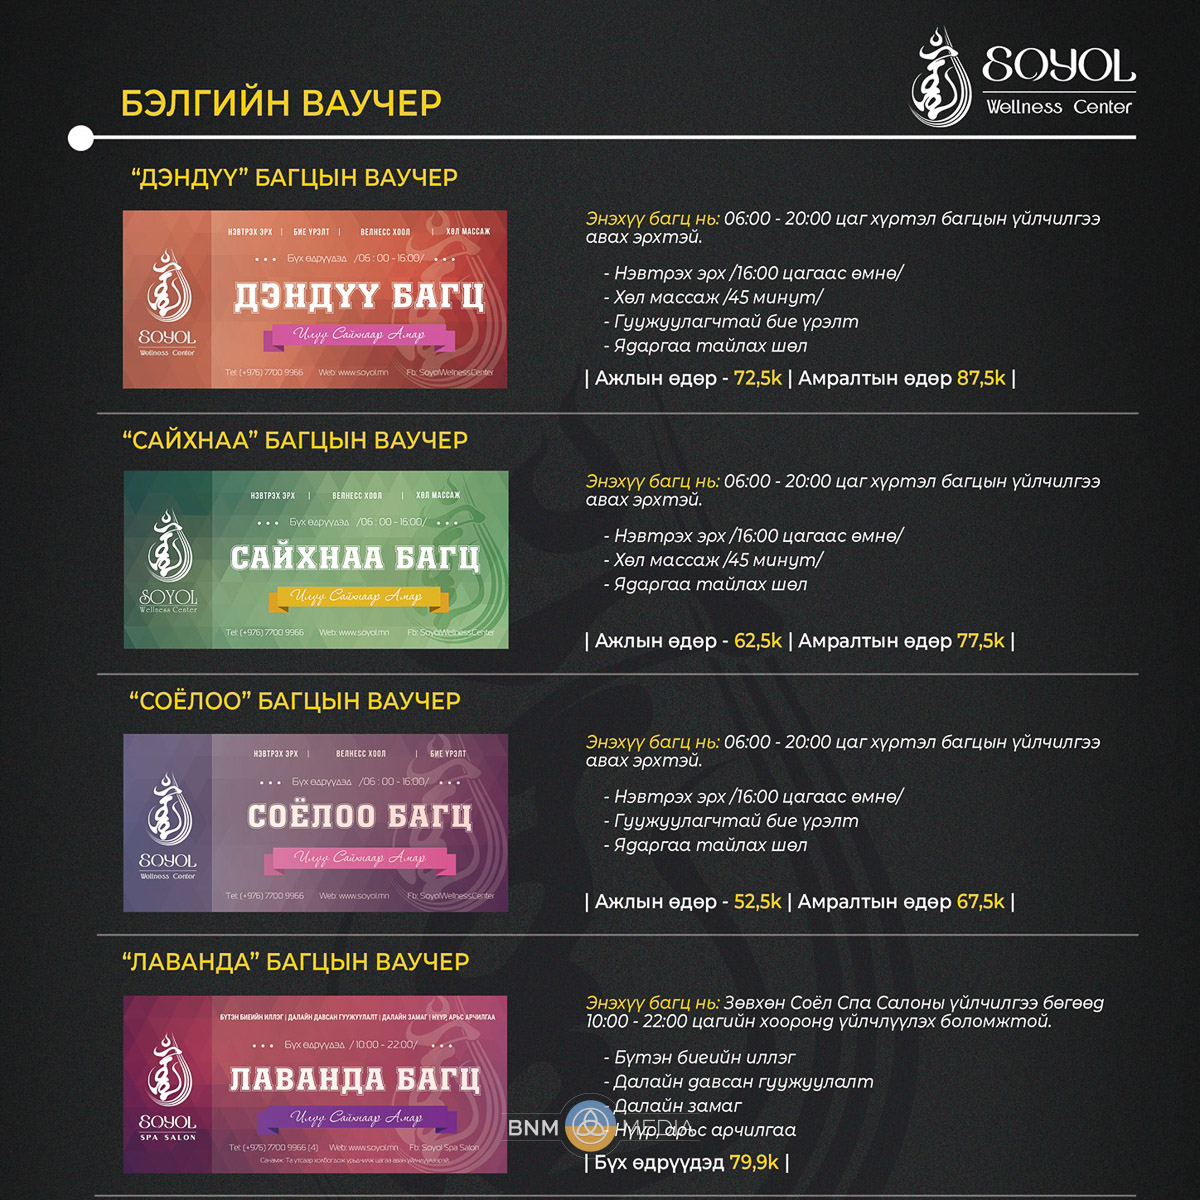 SOYOL
Wellness Center
БЭЛГИЙН ВАУЧЕР
“ДЭНДҮҮ” БАГЦЫН ВАУЧЕР
НЭВТРЭХ ЭРХ | БИЕ ҮРЭЛТ | ВЕЛНЕСС ХООЛ | ХӨЛ МАССАЖ
Бүх өдрүүдэд /06 : 00 - 16:00/
ДЭНДҮҮ БАГЦ
Илүү Сайхнаар Амар
SOYOL
Wellness Center
Tel: (+976) 7700 9966 Web: www.soyol.mn Fb: SoyolWellnessCenter
Энэхүү багц нь: 06:00 - 20:00 цаг хүртэл багцын үйлчилгээ
авах эрхтэй.
- Нэвтрэх эрх /16:00 цагаас өмнө/
- Хөл массаж /45 минут/
- Гуужуулагчтай бие үрэлт
- Ядаргаа тайлах шөл
| Ажлын өдөр - 72,5k | Амралтын өдөр 87,5k |
“САЙХНАА” БАГЦЫН ВАУЧЕР
НЭВТРЭХ ЭРХ | ВЕЛНЕСС ХООЛ | ХӨЛ МАССАЖ
Бүх өдрүүдэд /06 : 00 - 16:00/
САЙХНАА БАГЦ
Илүү Сайхнаар Амар
SOYOL
Wellness Center
Tel: (+976) 7700 9966 Web: www.soyol.mn Fb: SoyolWellnessCenter
Энэхүү багц нь: 06:00 - 20:00 цаг хүртэл багцын үйлчилгээ
авах эрхтэй.
- Нэвтрэх эрх /16:00 цагаас өмнө/
- Хөл массаж /45 минут/
- Ядаргаа тайлах шөл
| Ажлын өдөр - 62,5k | Амралтын өдөр 77,5k |
“СОЁЛОО” БАГЦЫН ВАУЧЕР
НЭВТРЭХ ЭРХ | ВЕЛНЕСС ХООЛ | БИЕ ҮРЭЛТ
Бүх өдрүүдэд /06 : 00 - 16:00/
СОЁЛОО БАГЦ
Илүү Сайхнаар Амар
SOYOL
Wellness Center
Tel: (+976) 7700 9966 Web: www.soyol.mn Fb: SoyolWellnessCenter
Энэхүү багц нь: 06:00 - 20:00 цаг хүртэл багцын үйлчилгээ
авах эрхтэй.
- Нэвтрэх эрх /16:00 цагаас өмнө/
- Гуужуулагчтай бие үрэлт
- Ядаргаа тайлах шөл
| Ажлын өдөр - 52,5k | Амралтын өдөр 67,5k |
“ЛАВАНДА” БАГЦЫН ВАУЧЕР
БҮТЭН БИЕИЙН ИЛЛЭГ | ДАЛАЙН ДАВСАН ГУУЖУУЛАЛТ | ДАЛАЙН ЗАМАГ | НҮҮР, АРЬС АРЧИЛГАА
Бүх өдрүүдэд / 10:00 - 22:00/
ЛАВАНДА БАГЦ
Илүү Сайхнаар Амар
SOYOL
SPA SALON
Tel: (+976) 7700 9966 (4) Web: www.soyol.mn Fb: Soyol Spa Salon
Энэхүү багц нь: Зөвхөн Соёл Спа Салоны үйлчилгээ бөгөөд
10:00 - 22:00 цагийн хооронд үйлчлүүлэх боломжтой.
- Бүтэн биеийн иллэг
- Далайн давсан гуужуулалт
- Далайн замаг
- Нүүр, арьс арчилгаа
BNM MEDIA
| Бүх өдрүүдэд 79,9k |